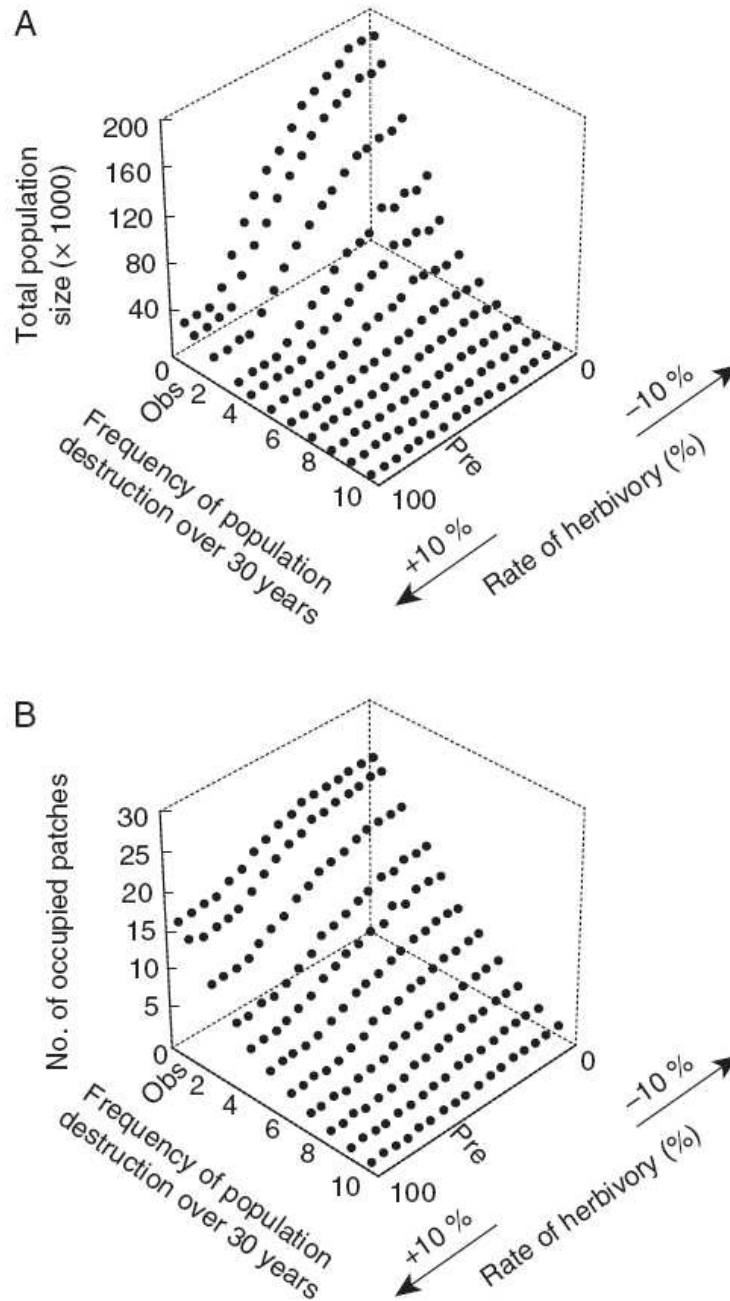 A
200
160
120
80
40
0
Total population
size (× 1000)
Obs
2
4
6
8
10
Frequency of population
destruction over 30 years
100
Pre
0
+10 %
Rate of herbivory (%)
−10 %
B
30
25
20
15
10
5
0
No. of occupied patches
Obs
2
4
6
8
10
Frequency of population
destruction over 30 years
100
Pre
0
+10 %
Rate of herbivory (%)
−10 %